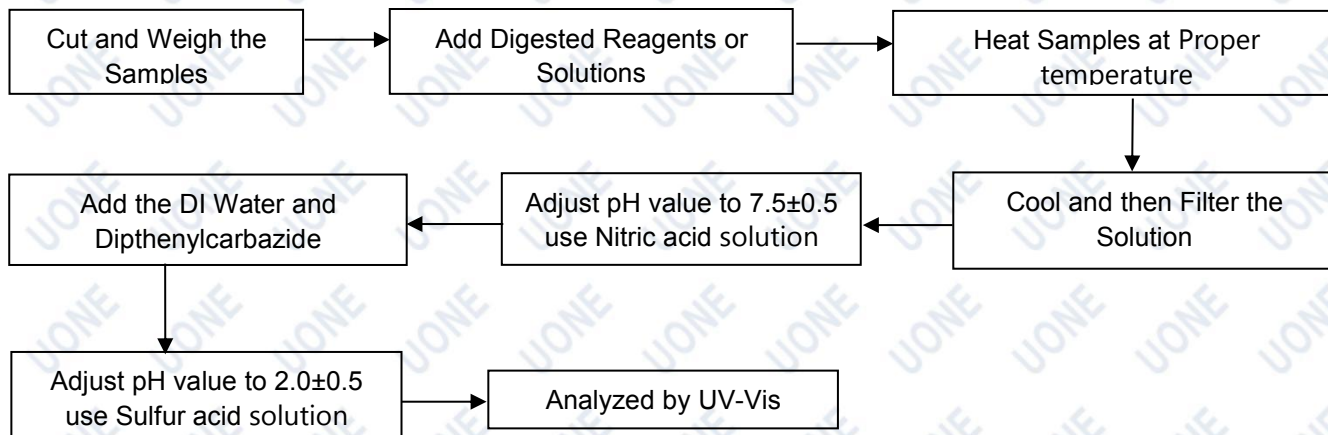 Cut and Weigh the
Samples
Add Digested Reagents or
Solutions
Heat Samples at Proper
temperature
Cool and then Filter the
Solution
Adjust pH value to 7.5±0.5
use Nitric acid solution
Add the DI Water and
Dipthenylcarbazide
Adjust pH value to 2.0±0.5
use Sulfur acid solution
Analyzed by UV-Vis
UONE